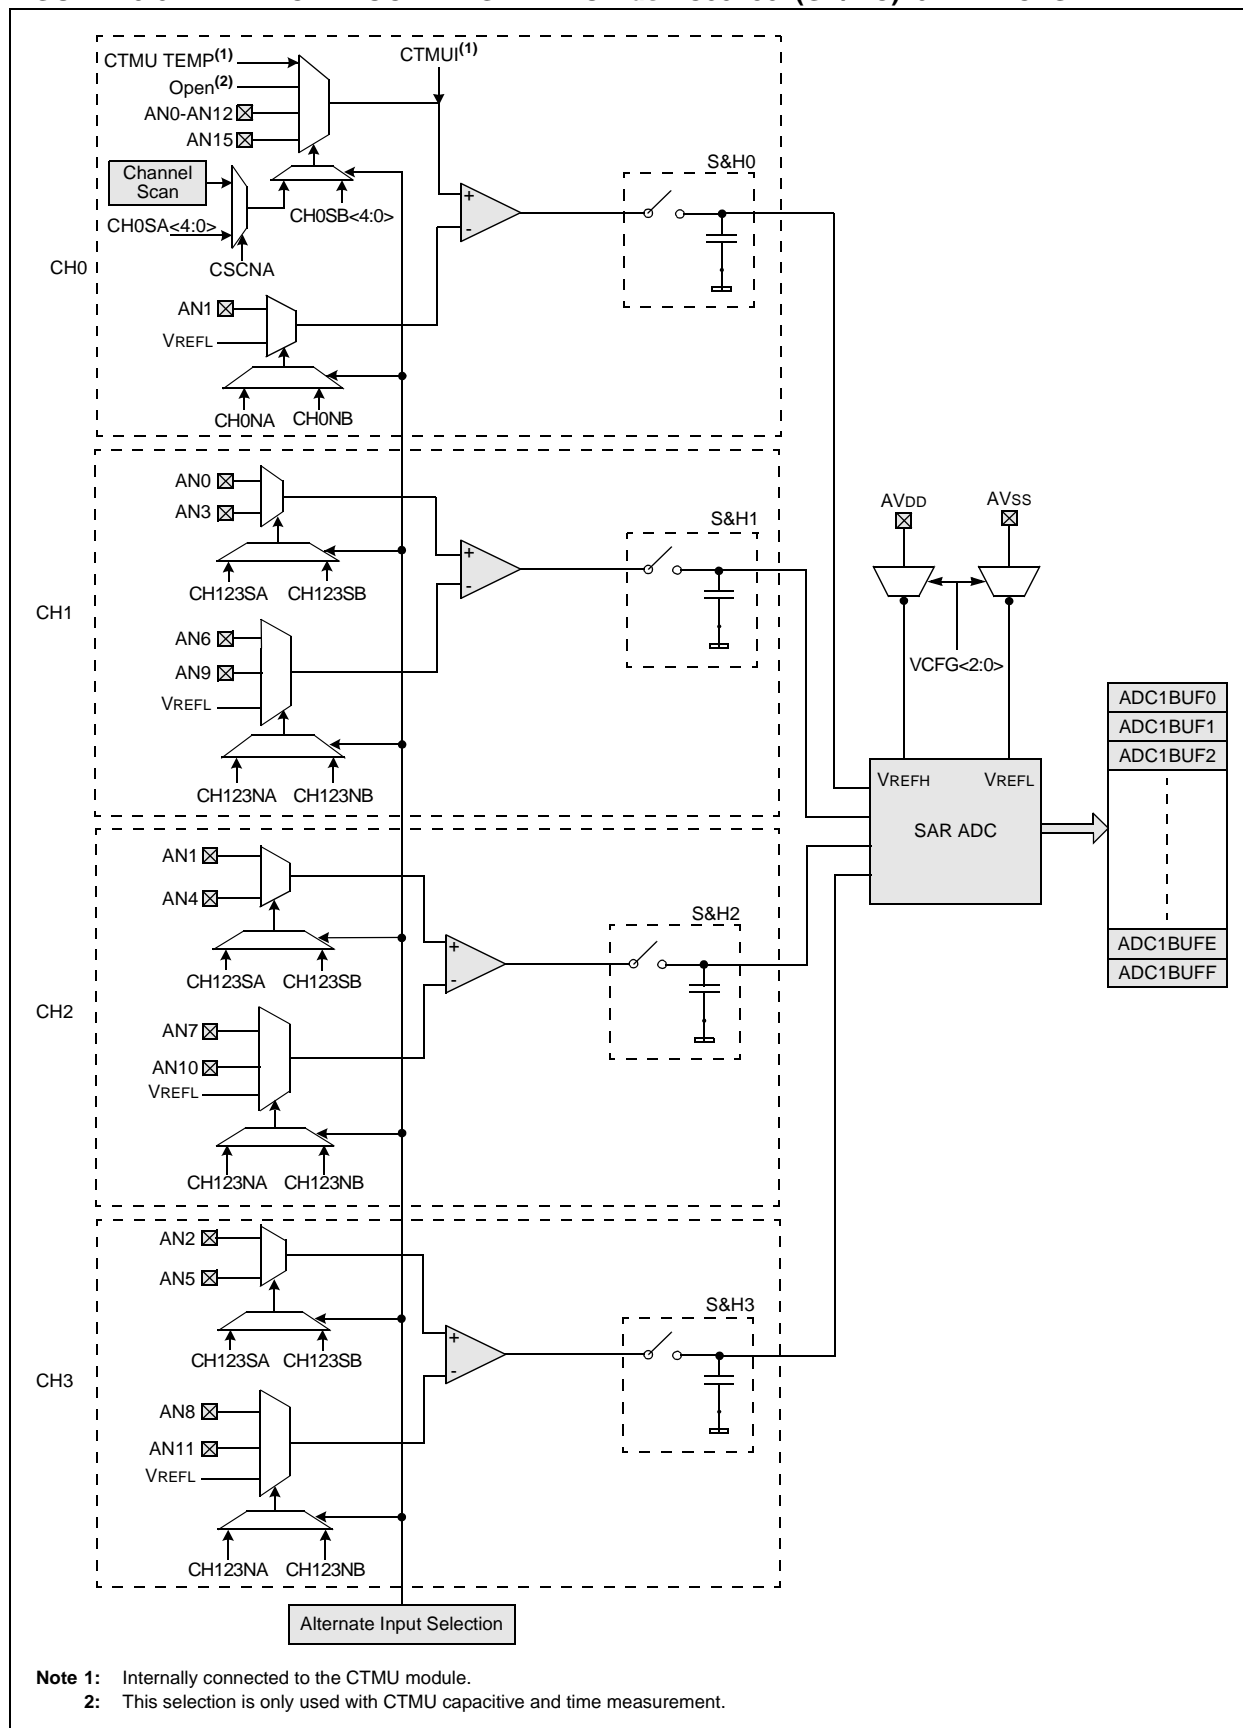 CTMU TEMP(1)
Open(2)
AN0-AN12
AN15
CTMUI(1)
Channel
Scan
CH0SA<4:0>
CH0SB<4:0>
CSCNA
S&H0
+
-
CH0
AN1
VREFL
CH0NA
CH0NB
AN0
AN3
CH123SA
CH123SB
S&H1
+
-
CH1
AN6
AN9
VREFL
CH123NA
CH123NB
AVDD
AVSS
VCFG<2:0>
VREFH
VREFL
SAR ADC
ADC1BUF0
ADC1BUF1
ADC1BUF2
ADC1BUFE
ADC1BUFF
AN1
AN4
CH123SA
CH123SB
S&H2
+
-
CH2
AN7
AN10
VREFL
CH123NA
CH123NB
AN2
AN5
CH123SA
CH123SB
S&H3
+
-
CH3
AN8
AN11
VREFL
CH123NA
CH123NB
Alternate Input Selection
Note 1: Internally connected to the CTMU module.
2: This selection is only used with CTMU capacitive and time measurement.